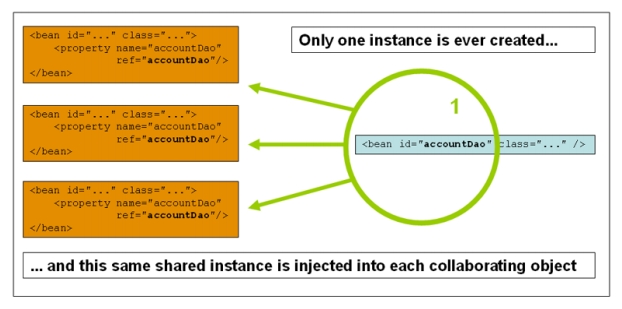 <bean id="..." class="...">
<property name="accountDao"
ref="accountDao"/>
</bean>
Only one instance is ever created...
<bean id="..." class="...">
<property name="accountDao"
ref="accountDao"/>
</bean>
1
<bean id="accountDao" class="..." />
<bean id="..." class="...">
<property name="accountDao"
ref="accountDao"/>
</bean>
... and this same shared instance is injected into each collaborating object